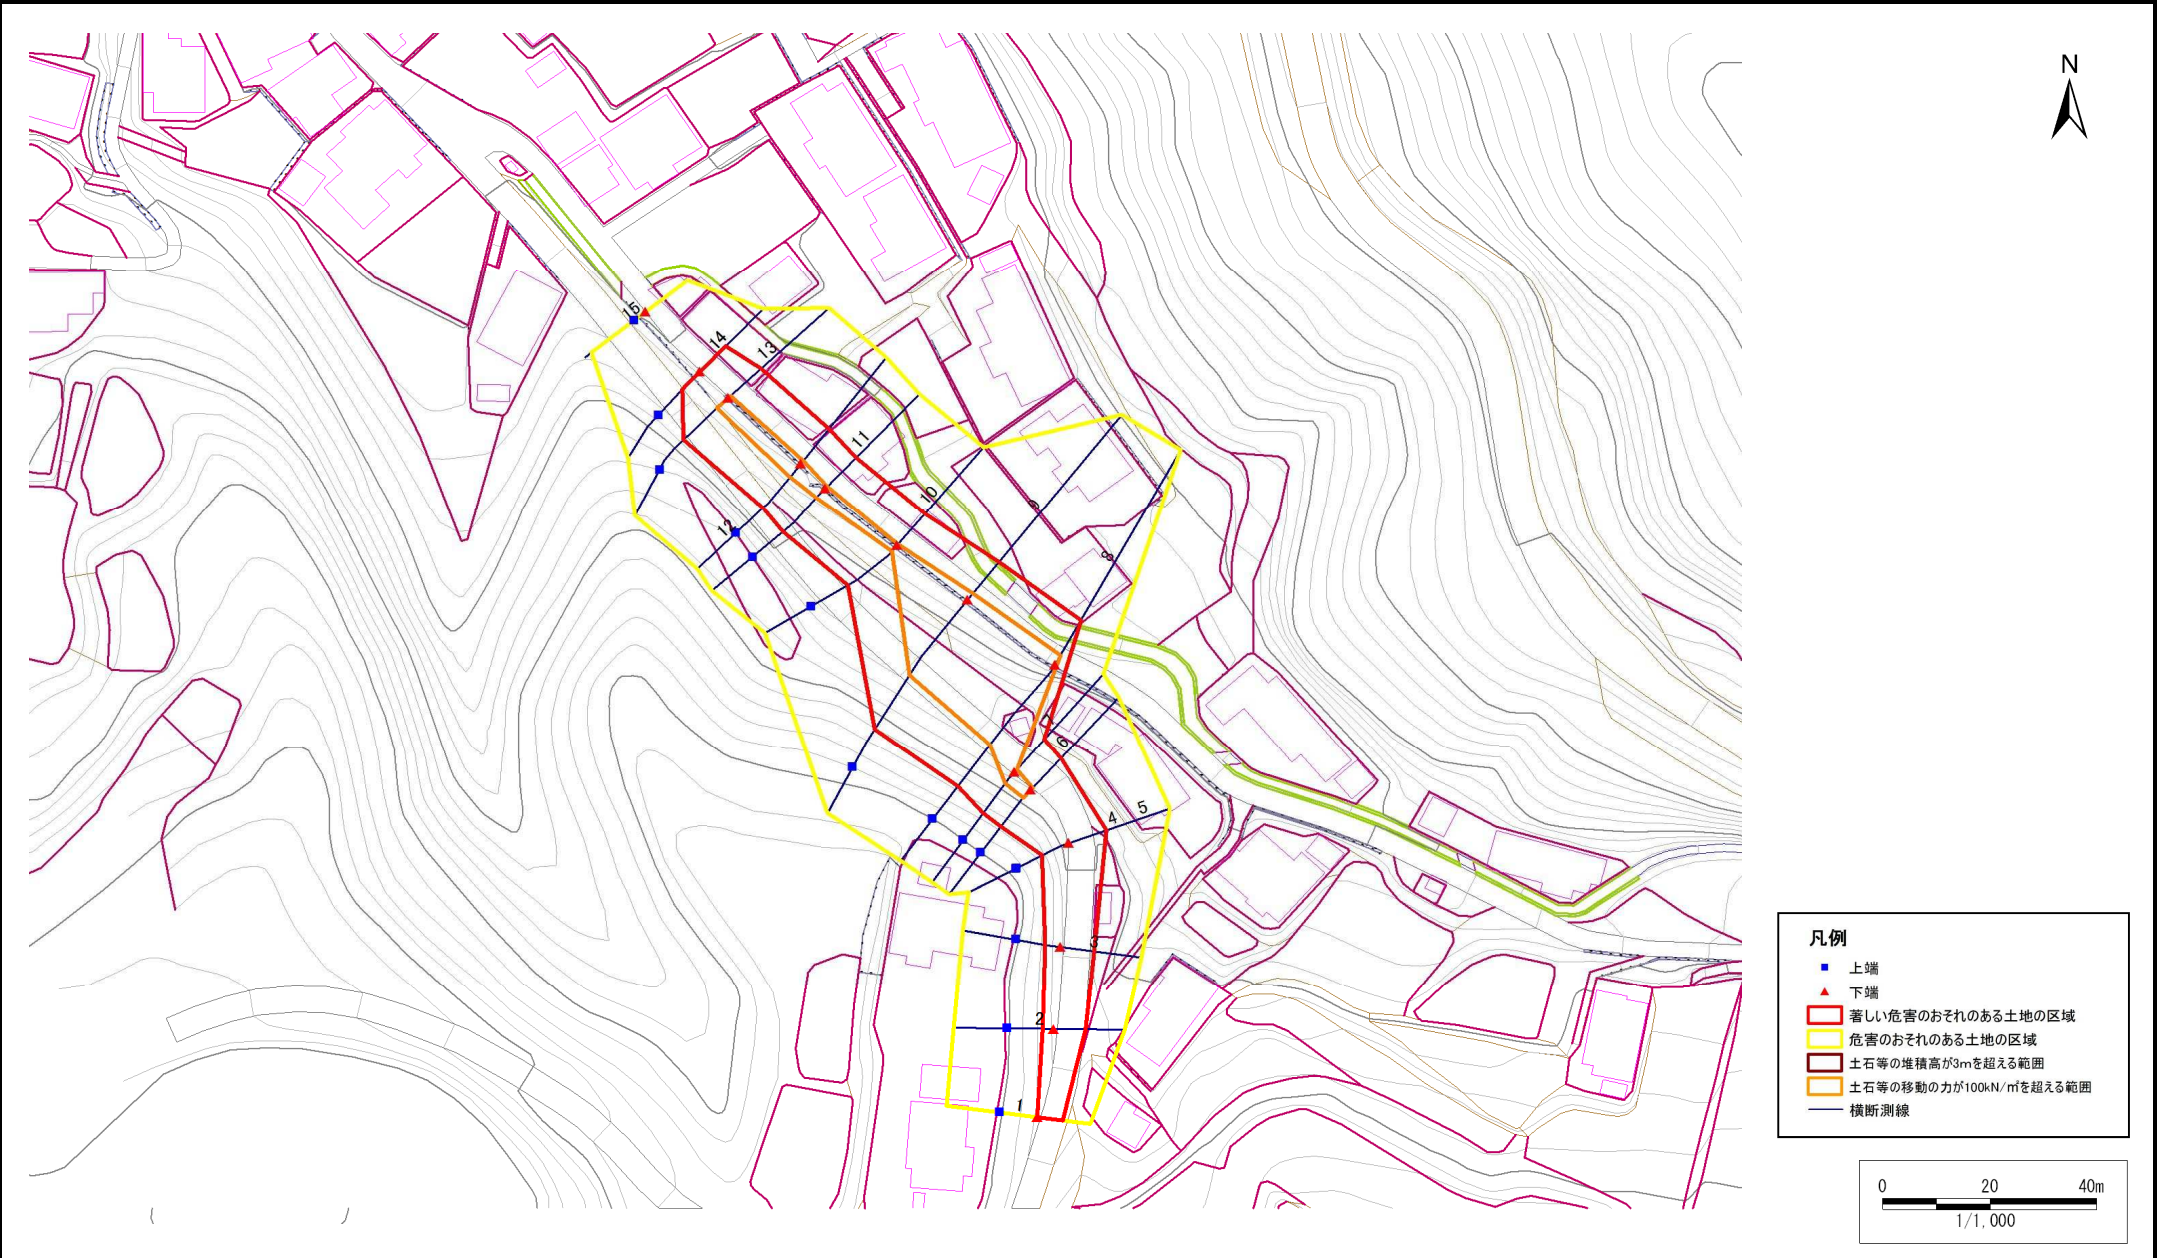 N
15
14
13
12
11
10
9
8
7
6
5
4
3
2
1
凡例
上端
下端
著しい危害のおそれのある土地の区域
危害のおそれのある土地の区域
土石等の堆積高が3mを超える範囲
土石等の移動の力が100kN/㎡を超える範囲
横断測線
0 20 40m
1/1,000